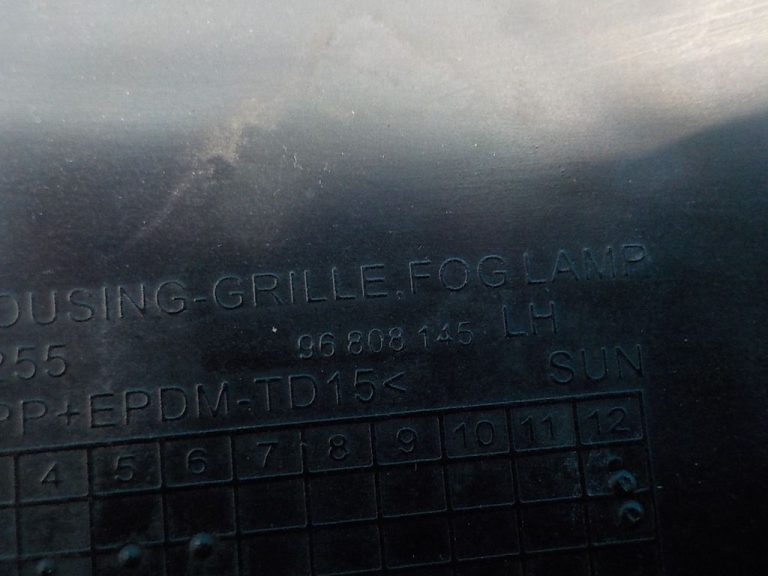 OUSING-GRILLE.FOG LAMP
255 96 808 145 LH
PP+EPDM-TD15< SUN
4 5 6 7 8 9 10 11 12